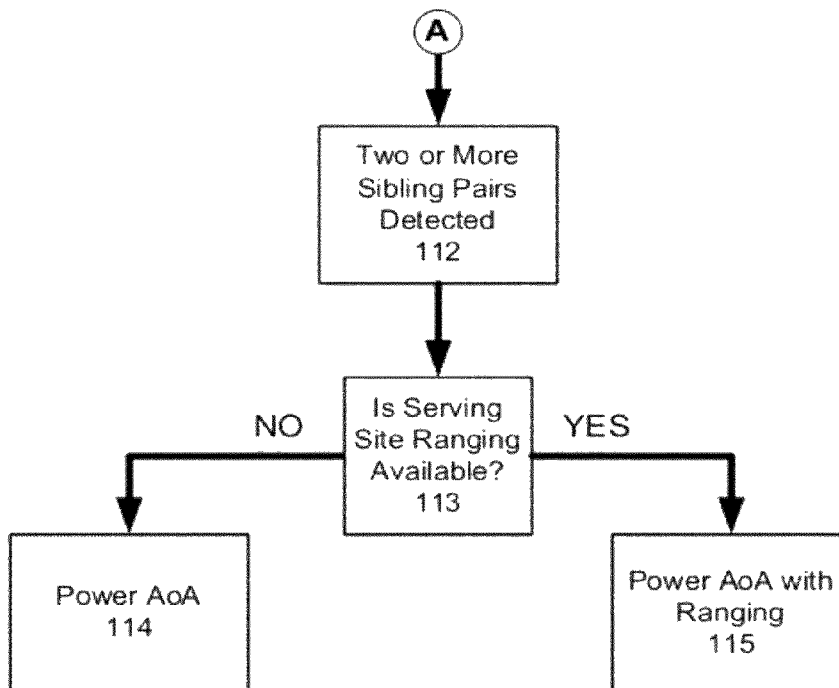 A
Two or More
Sibling Pairs
Detected
112
Is Serving
Site Ranging
Available?
113
NO
YES
Power AoA
114
Power AoA with
Ranging
115